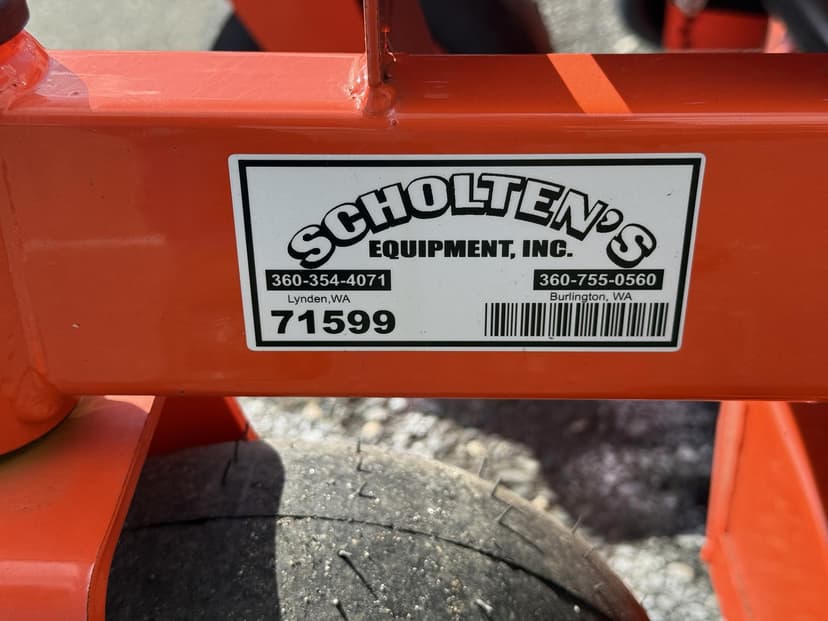 SCHOLTEN'S
EQUIPMENT, INC.
360-354-4071
Lynden,WA
71599
360-755-0560
Burlington, WA